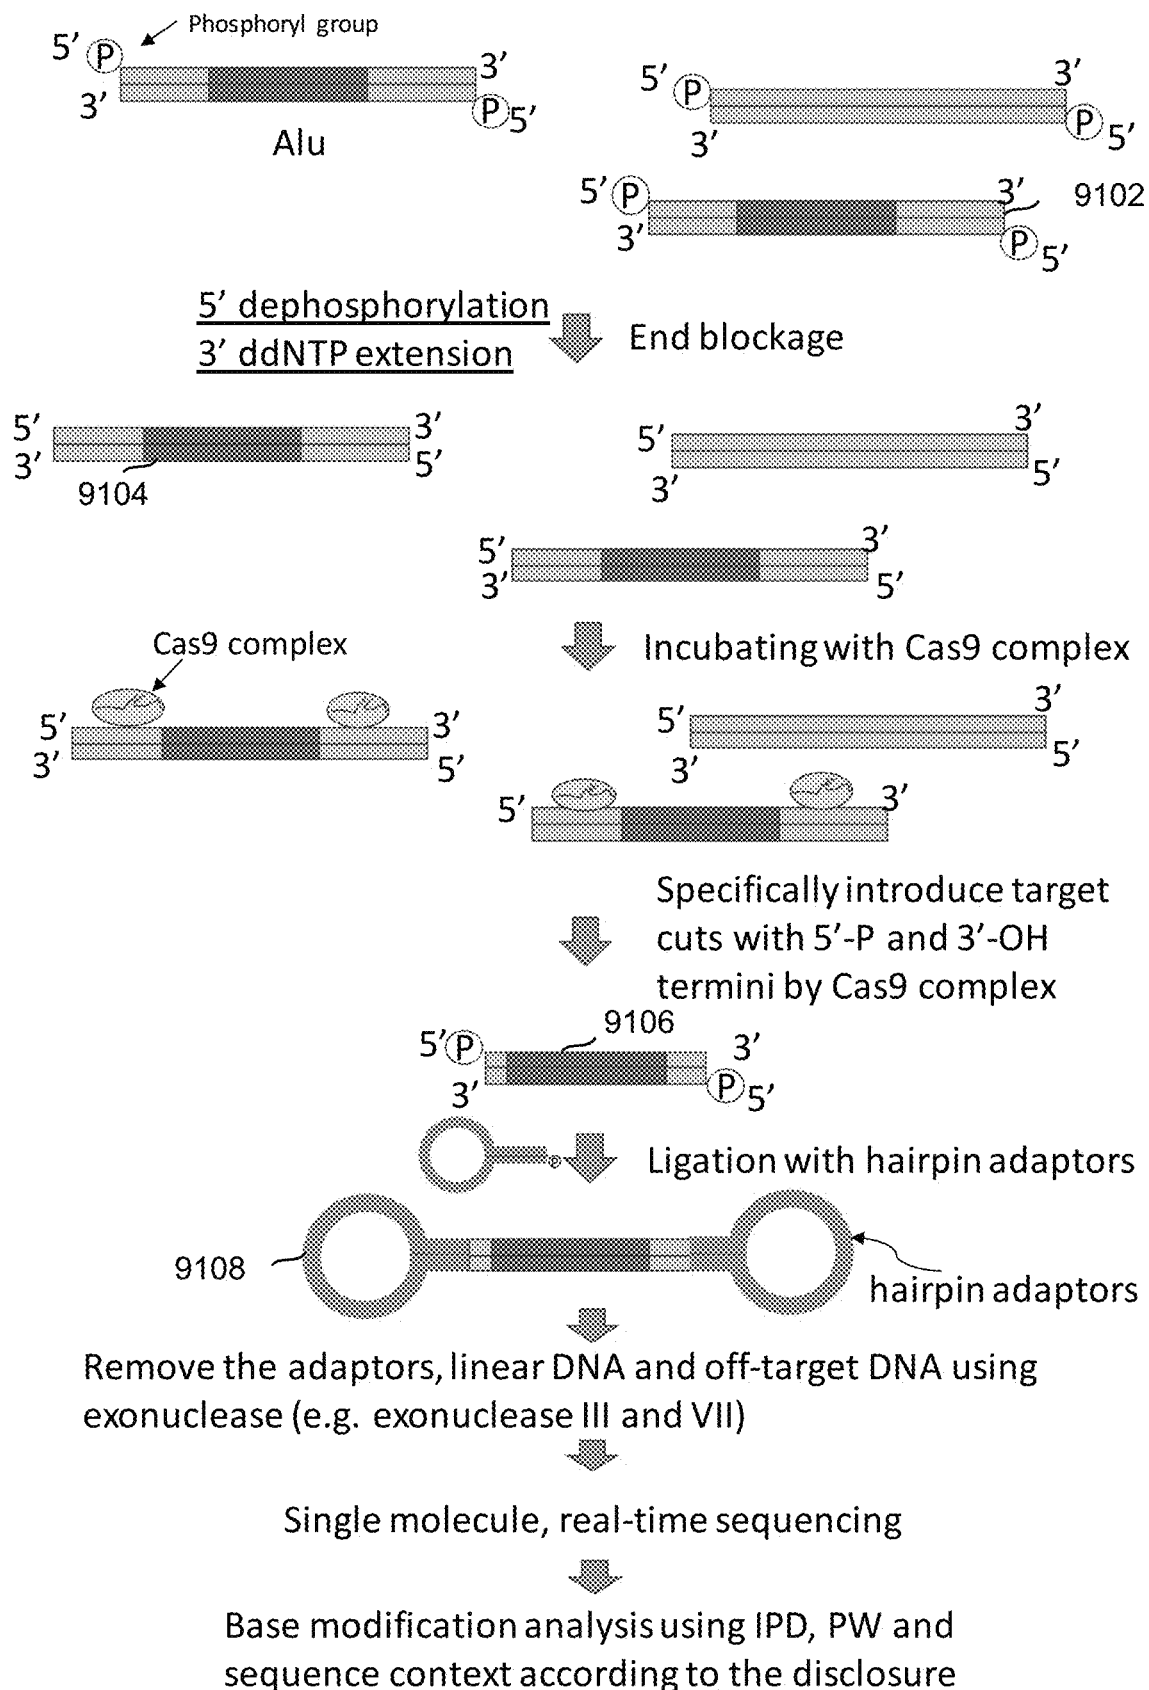 Phosphoryl group
5’ P
3’
3’
P 5’
Alu
5’ P
3’
3’
P 5’
9102
5’ P
3’
3’
P 5’
5’ dephosphorylation
3’ ddNTP extension
End blockage
5’
3’
3’
5’
9104
5’
3’
3’
5’
5’
3’
3’
5’
Cas9 complex
Incubating with Cas9 complex
5’
3’
3’
5’
5’
3’
3’
5’
5’
3’
Specifically introduce target
cuts with 5’-P and 3’-OH
termini by Cas9 complex
9106
5’ P
3’
3’
P 5’
P
Ligation with hairpin adaptors
9108
hairpin adaptors
Remove the adaptors, linear DNA and off-target DNA using
exonuclease (e.g. exonuclease III and VII)
Single molecule, real-time sequencing
Base modification analysis using IPD, PW and
sequence context according to the disclosure